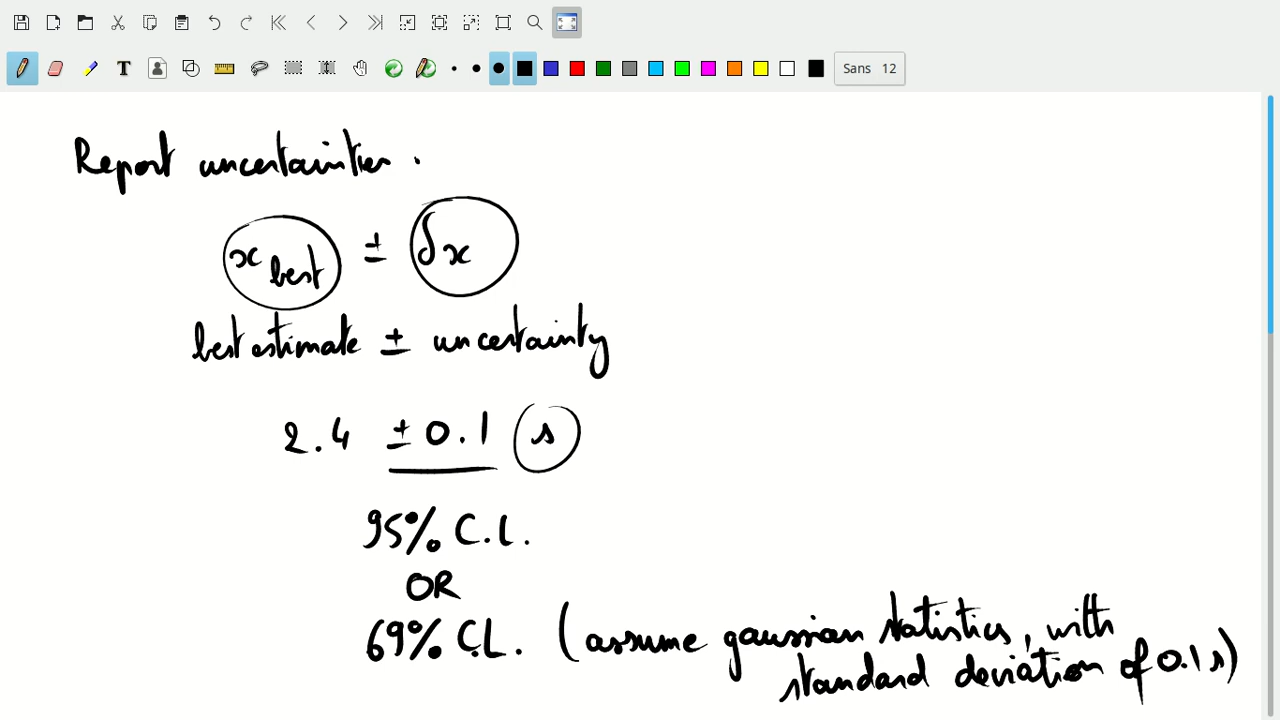 T Sans 12
Report uncertainties.
x best ± δx
best estimate ± uncertainty
2.4 ± 0.1 s
95% C.L.
OR
69% C.L. (assume gaussian statistics, with
standard deviation of 0.1 s)